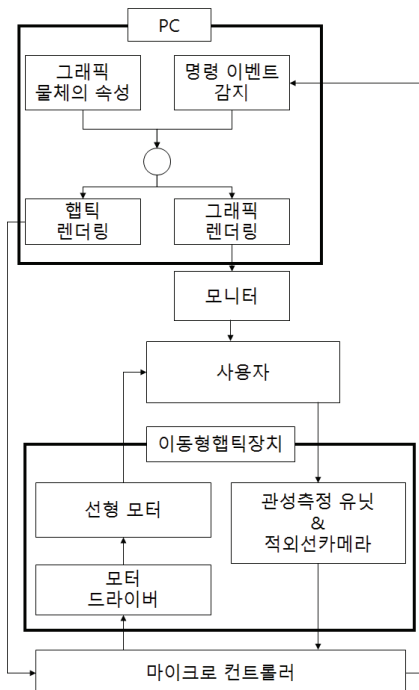 PC
그래픽
물체의 속성
명령 이벤트
감지
햅틱
렌더링
그래픽
렌더링
모니터
사용자
이동형햅틱장치
선형 모터
관성측정 유닛
&
적외선카메라
모터
드라이버
마이크로 컨트롤러